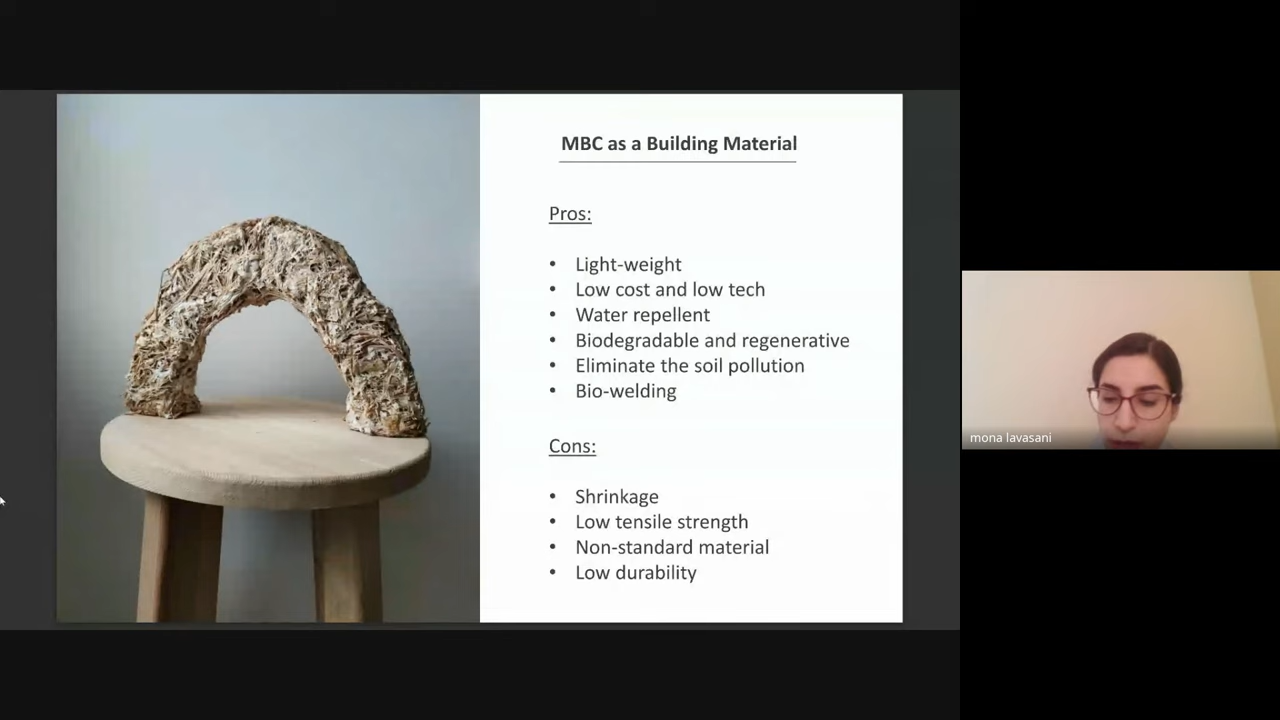 MBC as a Building Material
Pros:
• Light-weight
• Low cost and low tech
• Water repellent
• Biodegradable and regenerative
• Eliminate the soil pollution
• Bio-welding
Cons:
• Shrinkage
• Low tensile strength
• Non-standard material
• Low durability
mona lavasani